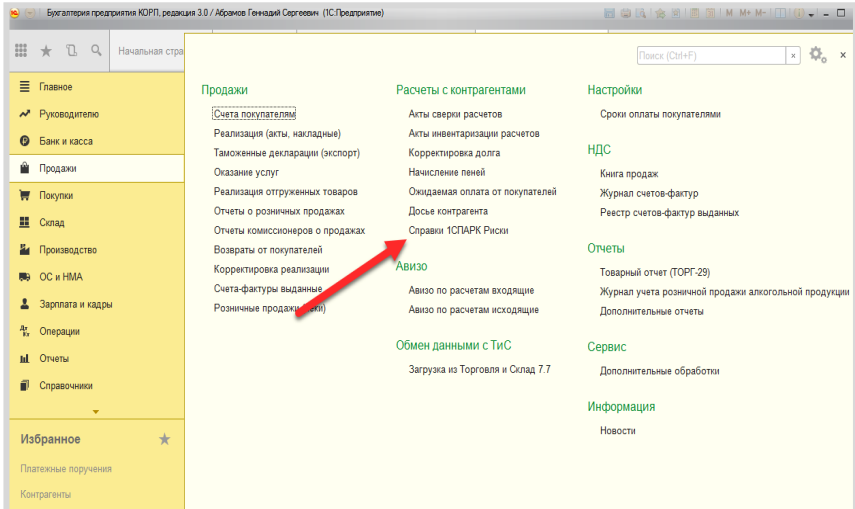 Бухгалтерия предприятия КОРП, редакция 3.0 / Абрамов Геннадий Сергеевич (1С:Предприятие)
M M+ M-
Начальная стра
Поиск (Ctrl+F)
Главное
Руководителю
Банк и касса
Продажи
Покупки
Склад
Производство
ОС и НМА
Зарплата и кадры
Операции
Отчеты
Справочники
Избранное
Платежные поручения
Контрагенты
Продажи
Счета покупателям
Реализация (акты, накладные)
Таможенные декларации (экспорт)
Оказание услуг
Реализация отгруженных товаров
Отчеты о розничных продажах
Отчеты комиссионеров о продажах
Возвраты от покупателей
Корректировка реализации
Счета-фактуры выданные
Розничные продажи
Расчеты с контрагентами
Акты сверки расчетов
Акты инвентаризации расчетов
Корректировка долга
Начисление пеней
Ожидаемая оплата от покупателей
Досье контрагента
Справки 1СПАРК Риски
Авизо
Авизо по расчетам входящие
Авизо по расчетам исходящие
Обмен данными с ТиС
Загрузка из Торговля и Склад 7.7
Настройки
Сроки оплаты покупателями
НДС
Книга продаж
Журнал счетов-фактур
Реестр счетов-фактур выданных
Отчеты
Товарный отчет (ТОРГ-29)
Журнал учета розничной продажи алкогольной продукции
Дополнительные отчеты
Сервис
Дополнительные обработки
Информация
Новости